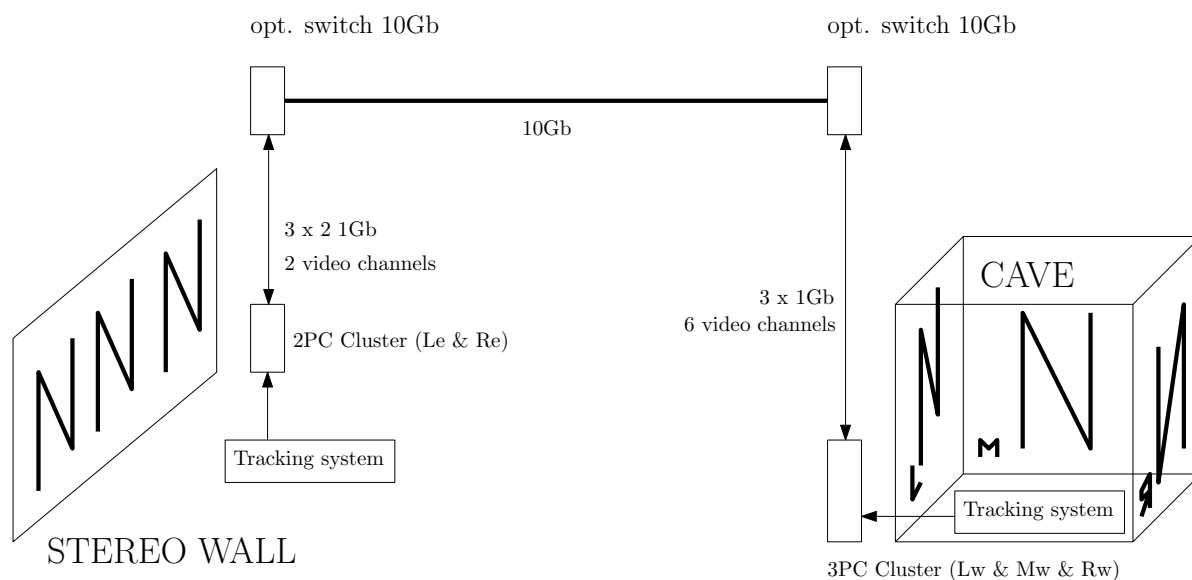 opt. switch 10Gb
opt. switch 10Gb
10Gb
3 x 2 1Gb
2 video channels
3 x 1Gb
6 video channels
CAVE
2PC Cluster (Le & Re)
Tracking system
Tracking system
STEREO WALL
3PC Cluster (Lw & Mw & Rw)